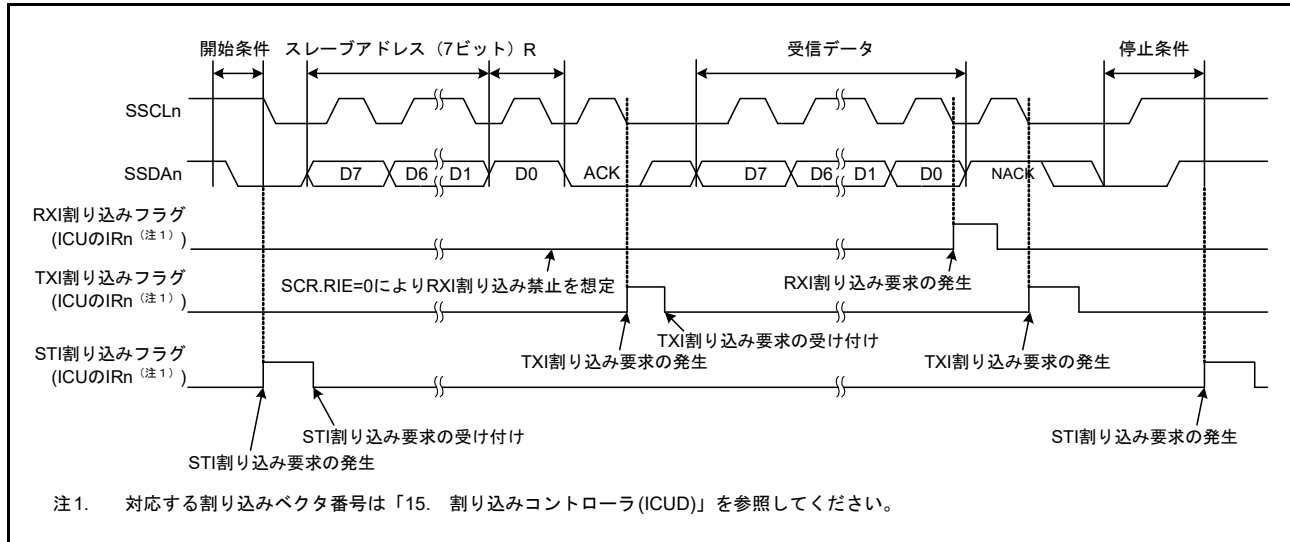 開始条件 スレーブアドレス（7ビット）R 受信データ 停止条件
SSCLn
SSDAn D7 D6 D1 D0 ACK D7 D6 D1 D0 NACK
RXI割り込みフラグ
(ICUのIRn（注1）)
SCR.RIE=0によりRXI割り込み禁止を想定 RXI割り込み要求の発生
TXI割り込みフラグ
(ICUのIRn（注1）)
TXI割り込み要求の受け付け
TXI割り込み要求の発生 TXI割り込み要求の発生
STI割り込みフラグ
(ICUのIRn（注1）)
STI割り込み要求の受け付け
STI割り込み要求の発生 STI割り込み要求の発生
注1. 対応する割り込みベクタ番号は「15. 割り込みコントローラ(ICUD)」を参照してください。